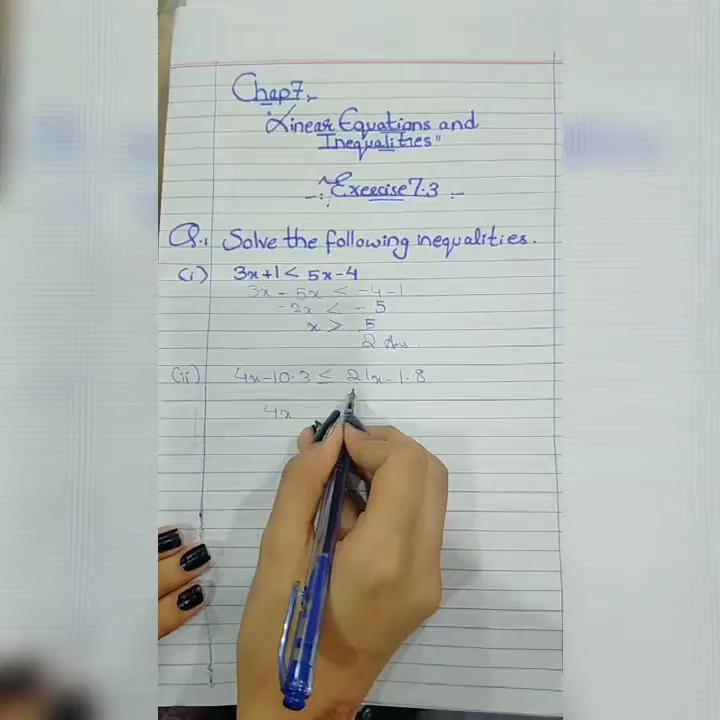 Chap7,
"Linear Equations and
Inequalities"
Exercise 7.3
Q.1 Solve the following inequalities.
(i) 3x+1 < 5x-4
3x - 5x < -4-1
-2x < -5
x > 5
2 Ans.
(ii) 4x-10.3 ≤ 21x-1.8
4x